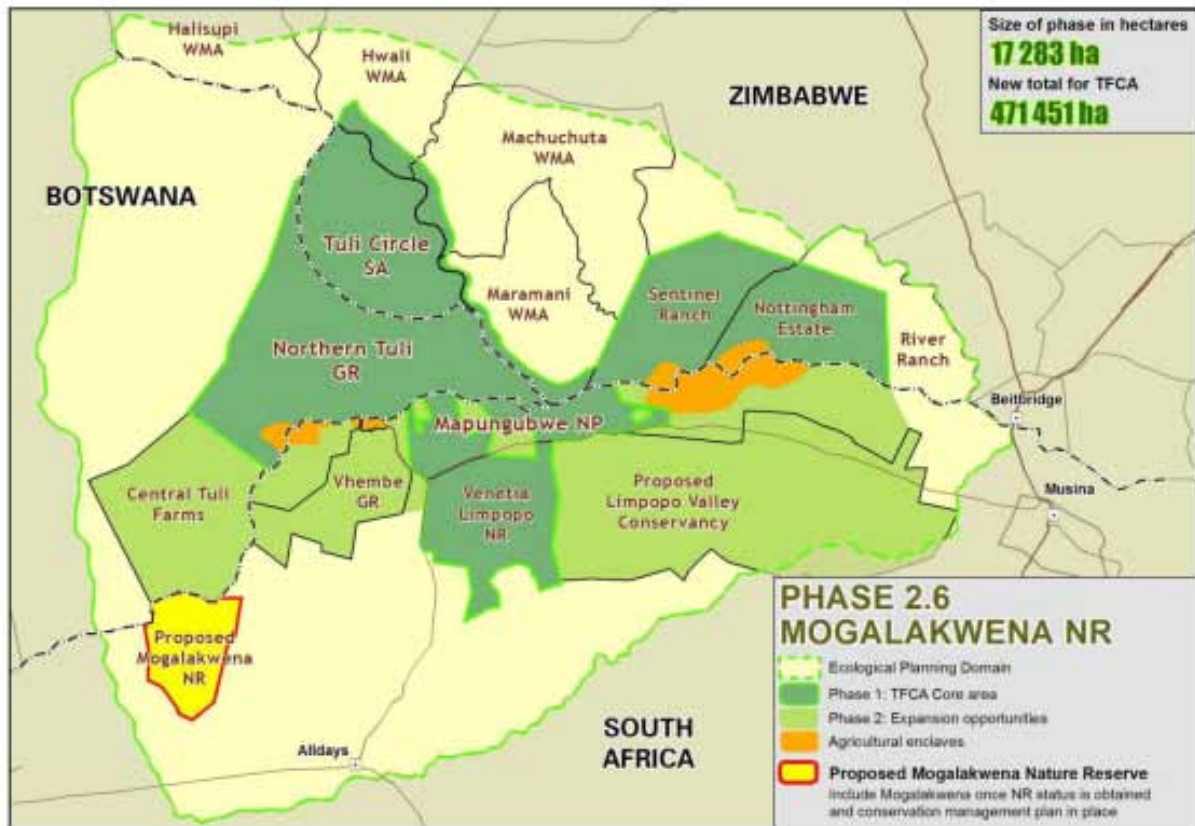 Halisupi
WMA
Hwali
WMA
Size of phase in hectares
17 283 ha
New total for TFCA
471 451 ha
ZIMBABWE
Machuchuta
WMA
BOTSWANA
Tuli Circle
SA
Maramani
WMA
Sentinel
Ranch
Nottingham
Estate
River
Ranch
Northern Tuli
GR
Beitbridge
Mapungubwe NP
Central Tuli
Farms
Vhembe
GR
Venetia
Limpopo
NR
Proposed
Limpopo Valley
Conservancy
Musina
Proposed
Mogalakwena
NR
Alldays
SOUTH
AFRICA
PHASE 2.6
MOGALAKWENA NR
Ecological Planning Domain
Phase 1: TFCA Core area
Phase 2: Expansion opportunities
Agricultural enclaves
Proposed Mogalakwena Nature Reserve
Include Mogalakwena once NR status is obtained
and conservation management plan in place